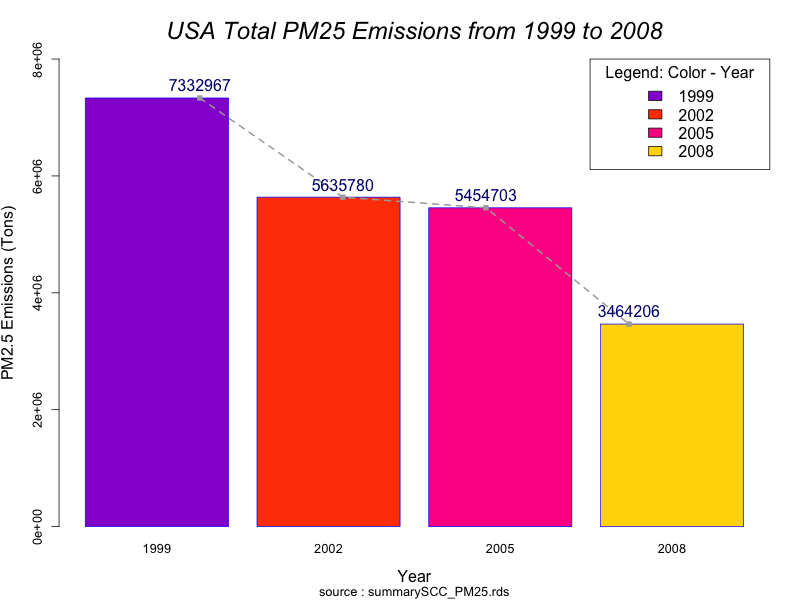 USA Total PM25 Emissions from 1999 to 2008
8e+06
6e+06
4e+06
2e+06
0e+00
PM2.5 Emissions (Tons)
7332967
5635780
5454703
3464206
Legend: Color - Year
1999
2002
2005
2008
1999
2002
2005
2008
Year
source : summarySCC_PM25.rds